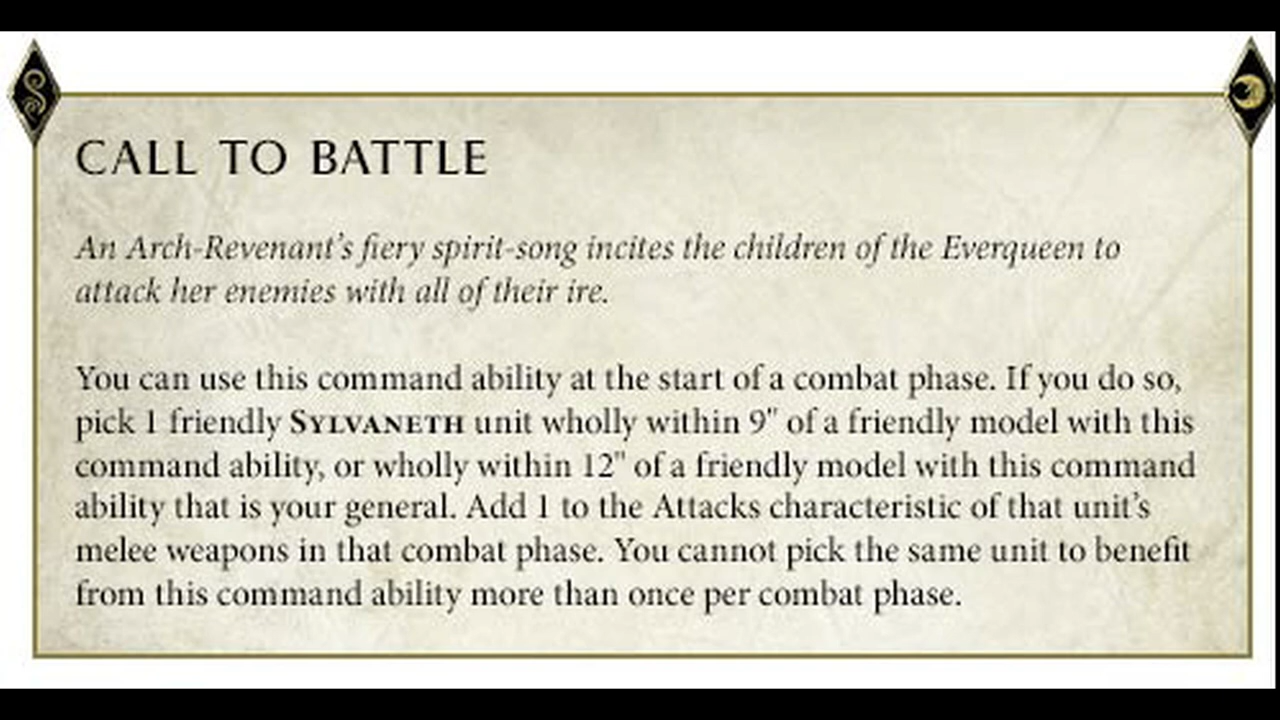 CALL TO BATTLE
An Arch-Revenant’s fiery spirit-song incites the children of the Everqueen to
attack her enemies with all of their ire.
You can use this command ability at the start of a combat phase. If you do so,
pick 1 friendly SYLVANETH unit wholly within 9" of a friendly model with this
command ability, or wholly within 12" of a friendly model with this command
ability that is your general. Add 1 to the Attacks characteristic of that unit’s
melee weapons in that combat phase. You cannot pick the same unit to benefit
from this command ability more than once per combat phase.